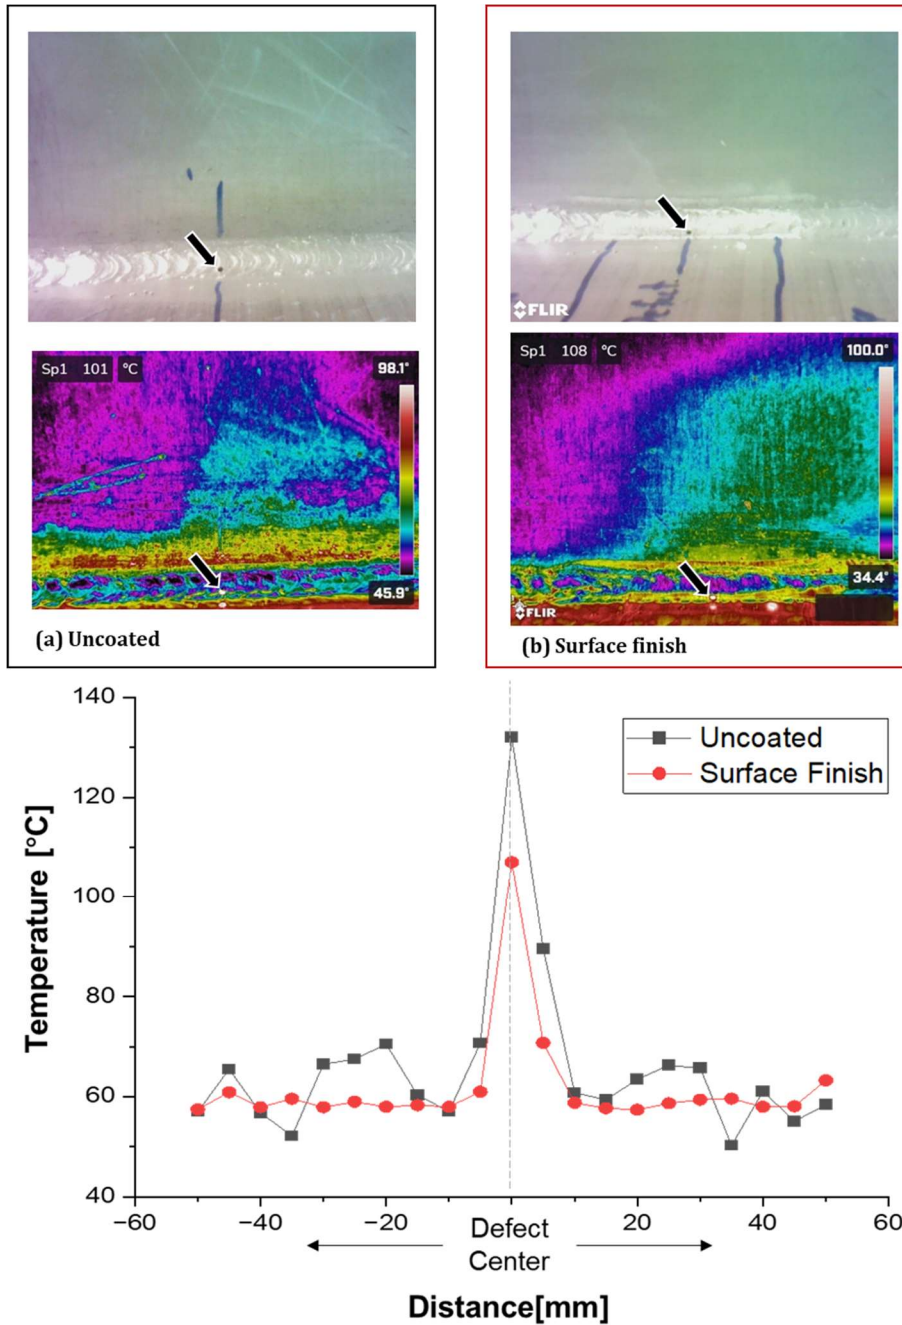 FLIR
Sp1 101 °C
98.1°
45.9°
(a) Uncoated
Sp1 108 °C
100.0°
34.4°
FLIR
(b) Surface finish
140
120
100
80
60
40
Temperature [°C]
Uncoated
Surface Finish
−60
−40
−20
20
40
60
Defect
Center
Distance[mm]